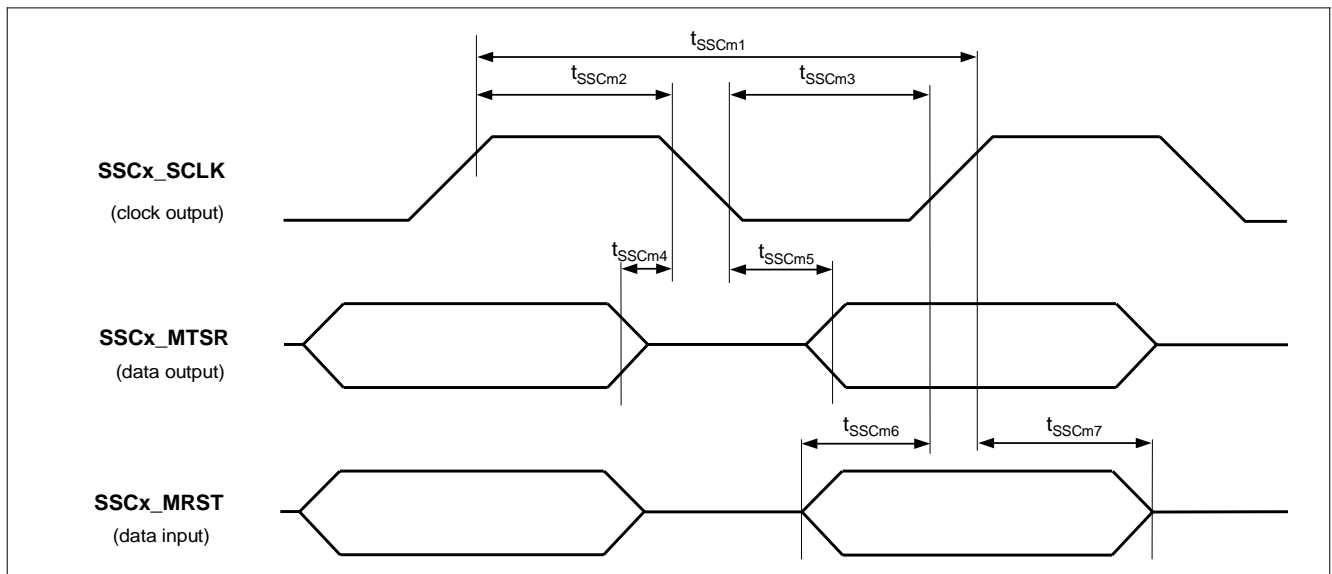 tSSCm1
tSSCm2
tSSCm3
SSCx_SCLK
(clock output)
tSSCm4
tSSCm5
SSCx_MTSR
(data output)
tSSCm6
tSSCm7
SSCx_MRST
(data input)